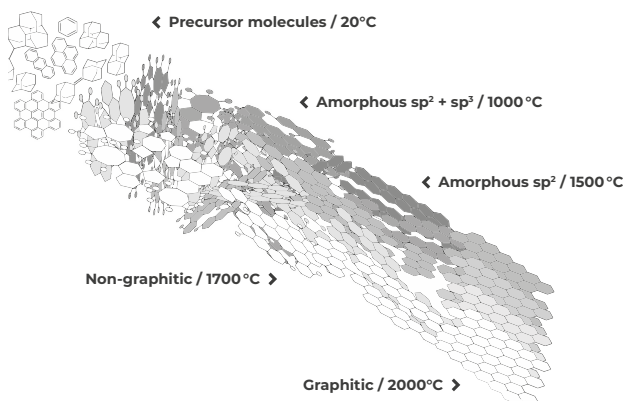 Precursor molecules / 20°C
Amorphous sp² + sp³ / 1000 °C
Amorphous sp² / 1500 °C
Non-graphitic / 1700 °C
Graphitic / 2000°C